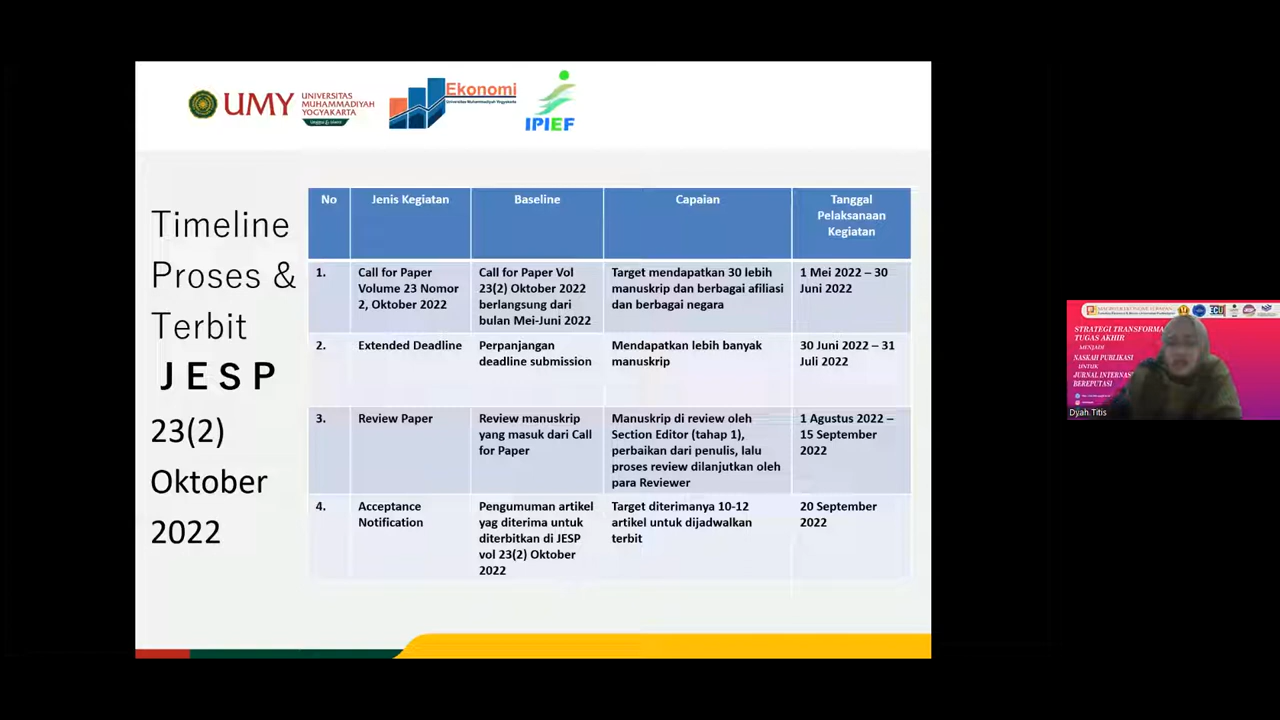 UMY
UNIVERSITAS
MUHAMMADIYAH
YOGYAKARTA
Ekonomi
Universitas Muhammadiyah Yogyakarta
IPIEF
Timeline
Proses &
Terbit
JESP
23(2)
Oktober
2022
No
Jenis Kegiatan
Baseline
Capaian
Tanggal
Pelaksanaan
Kegiatan
1.
Call for Paper
Volume 23 Nomor
2, Oktober 2022
Call for Paper Vol
23(2) Oktober 2022
berlangsung dari
bulan Mei-Juni 2022
Target mendapatkan 30 lebih
manuskrip dan berbagai afiliasi
dan berbagai negara
1 Mei 2022 – 30
Juni 2022
2.
Extended Deadline
Perpanjangan
deadline submission
Mendapatkan lebih banyak
manuskrip
30 Juni 2022 – 31
Juli 2022
3.
Review Paper
Review manuskrip
yang masuk dari Call
for Paper
Manuskrip di review oleh
Section Editor (tahap 1),
perbaikan dari penulis, lalu
proses review dilanjutkan oleh
para Reviewer
1 Agustus 2022 –
15 September
2022
4.
Acceptance
Notification
Pengumuman artikel
yag diterima untuk
diterbitkan di JESP
vol 23(2) Oktober
2022
Target diterimanya 10-12
artikel untuk dijadwalkan
terbit
20 September
2022
STRATEGI TRANSFORMA
TUGAS AKHIR
MENJADI
NASKAH PUBLIKASI
UNTUK
JURNAL INTERNAS
BEREPUTASI
Dyah Titis